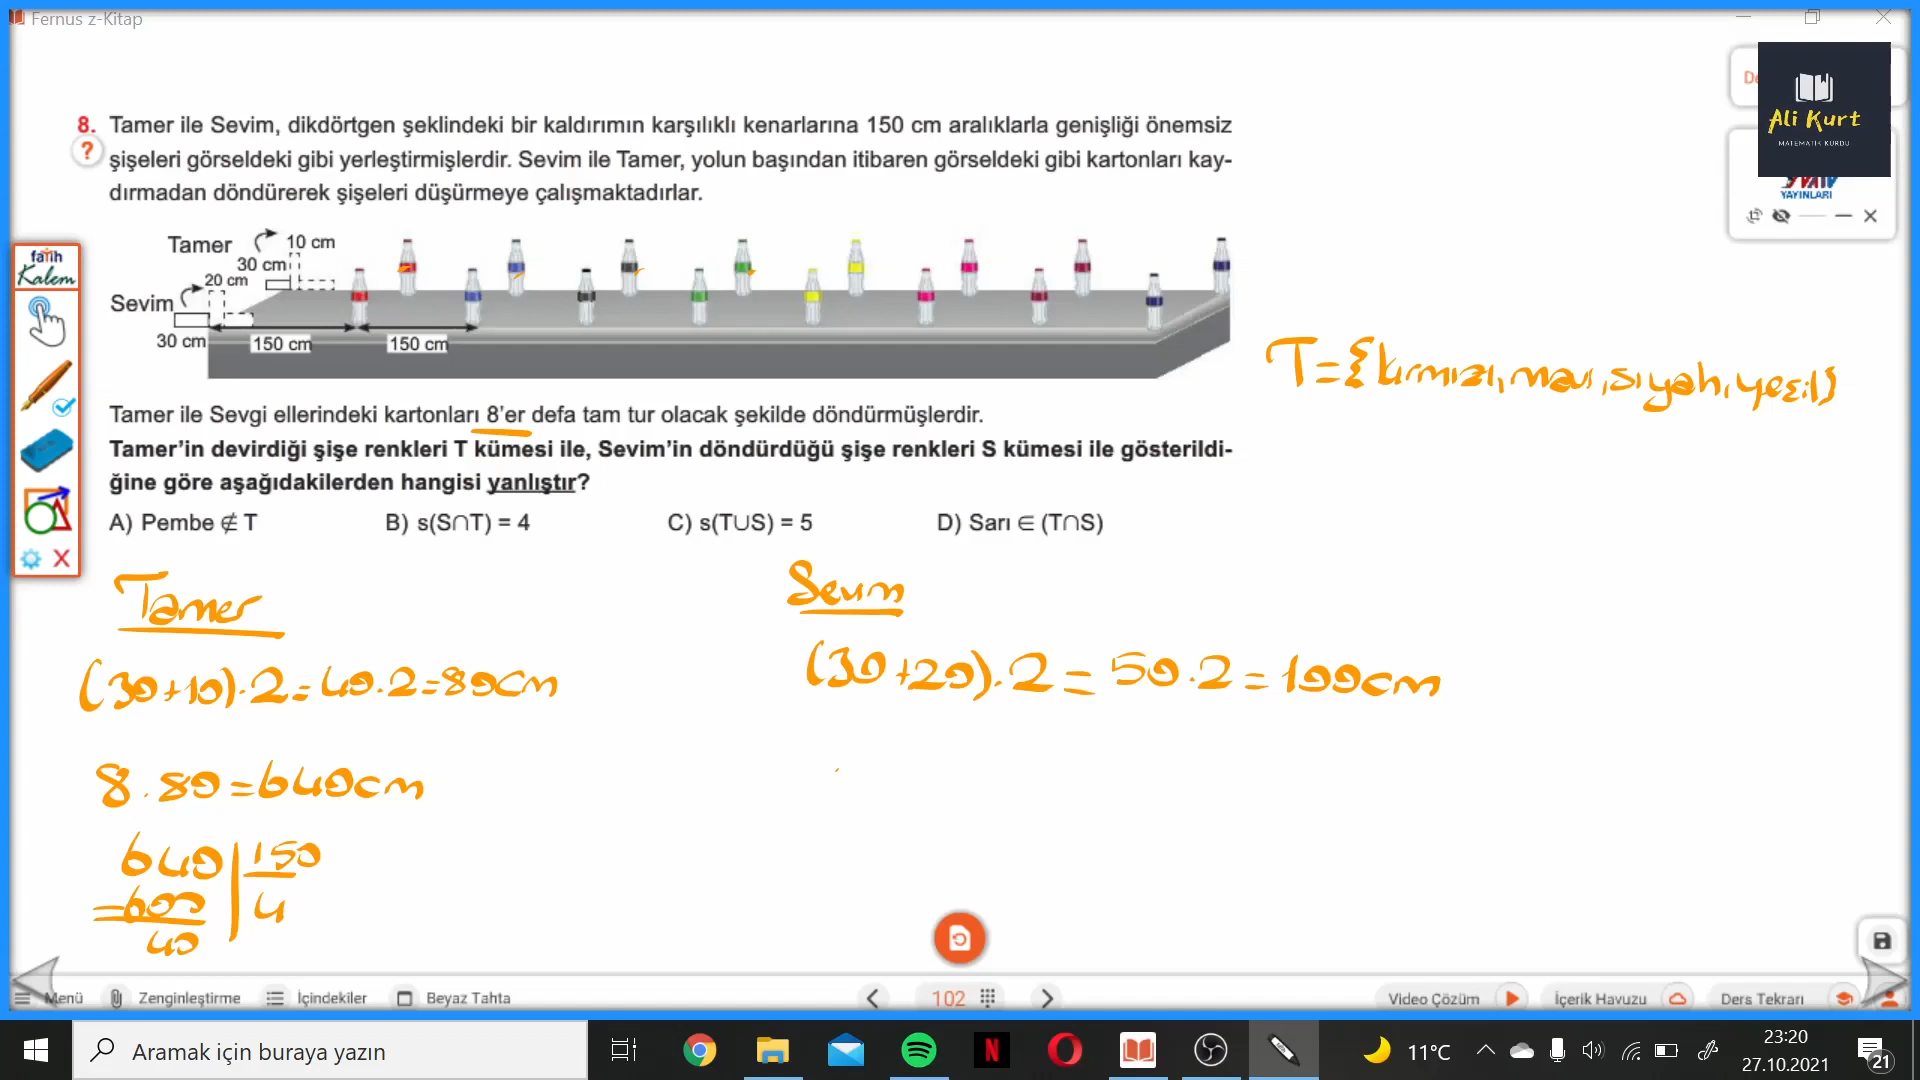 Fernus z-Kitap
Ali Kurt
MATEMATİK KURDU
YAYINLARI
8. Tamer ile Sevim, dikdörtgen şeklindeki bir kaldırımın karşılıklı kenarlarına 150 cm aralıklarla genişliği önemsiz
? şişeleri görseldeki gibi yerleştirmişlerdir. Sevim ile Tamer, yolun başından itibaren görseldeki gibi kartonları kay-
dırmadan döndürerek şişeleri düşürmeye çalışmaktadırlar.
fatih
Kalem
Tamer 10 cm
30 cm
20 cm
Sevim
30 cm 150 cm 150 cm
T={kırmızı, mavi, siyah, yeşil}
Tamer ile Sevgi ellerindeki kartonları 8'er defa tam tur olacak şekilde döndürmüşlerdir.
Tamer'in devirdiği şişe renkleri T kümesi ile, Sevim'in döndürdüğü şişe renkleri S kümesi ile gösterildi-
ğine göre aşağıdakilerden hangisi yanlıştır?
A) Pembe ∉ T B) s(S∩T) = 4 C) s(T∪S) = 5 D) Sarı ∈ (T∩S)
Tamer Sevim
(30+10).2=40.2=80cm (30+20).2=50.2=100cm
8.80=640cm
640 150
600 4
40
Menü Zenginleştirme İçindekiler Beyaz Tahta 102 Video Çözüm İçerik Havuzu Ders Tekrarı
Aramak için buraya yazın 11°C 23:20
27.10.2021 21